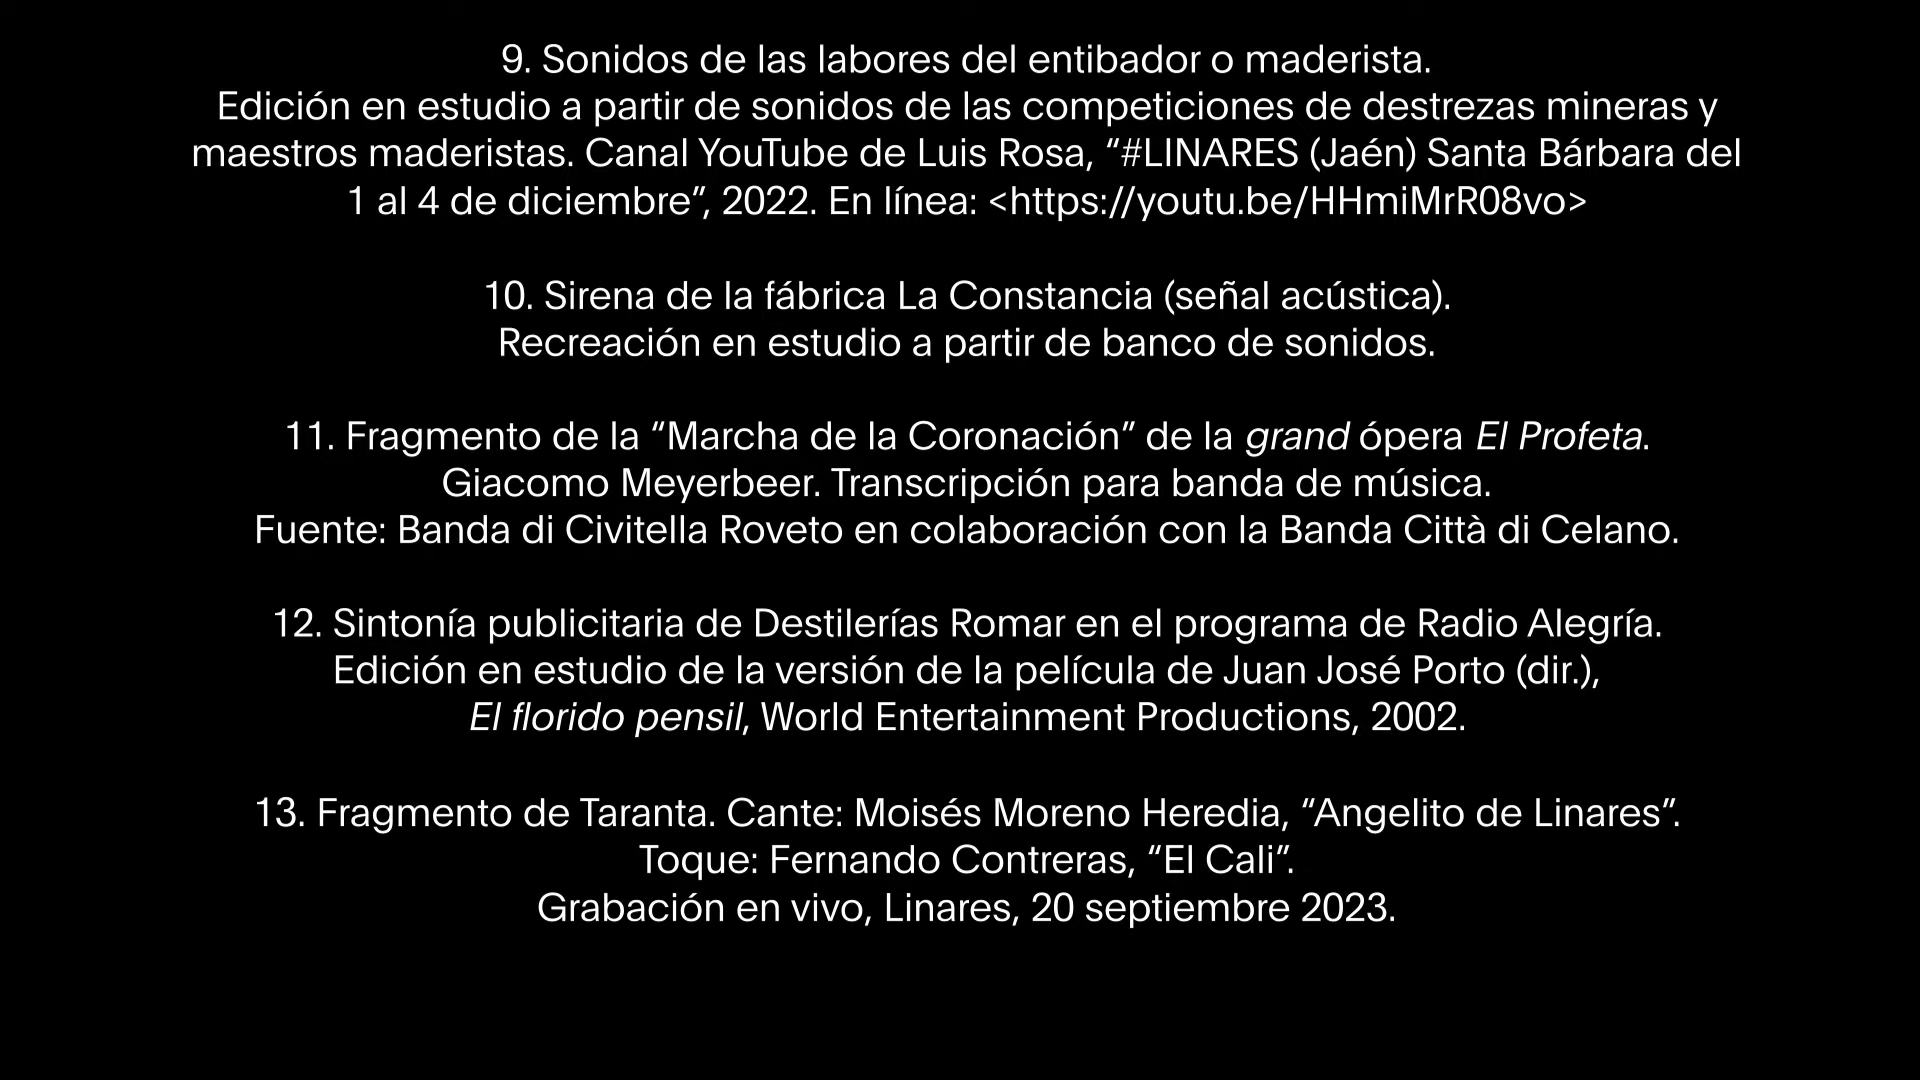 9. Sonidos de las labores del entibador o maderista.
Edición en estudio a partir de sonidos de las competiciones de destrezas mineras y
maestros maderistas. Canal YouTube de Luis Rosa, “#LINARES (Jaén) Santa Bárbara del
1 al 4 de diciembre”, 2022. En línea: <https://youtu.be/HHmiMrR08vo>
10. Sirena de la fábrica La Constancia (señal acústica).
Recreación en estudio a partir de banco de sonidos.
11. Fragmento de la “Marcha de la Coronación” de la grand ópera El Profeta.
Giacomo Meyerbeer. Transcripción para banda de música.
Fuente: Banda di Civitella Roveto en colaboración con la Banda Città di Celano.
12. Sintonía publicitaria de Destilerías Romar en el programa de Radio Alegría.
Edición en estudio de la versión de la película de Juan José Porto (dir.),
El florido pensil, World Entertainment Productions, 2002.
13. Fragmento de Taranta. Cante: Moisés Moreno Heredia, “Angelito de Linares”.
Toque: Fernando Contreras, “El Cali”.
Grabación en vivo, Linares, 20 septiembre 2023.